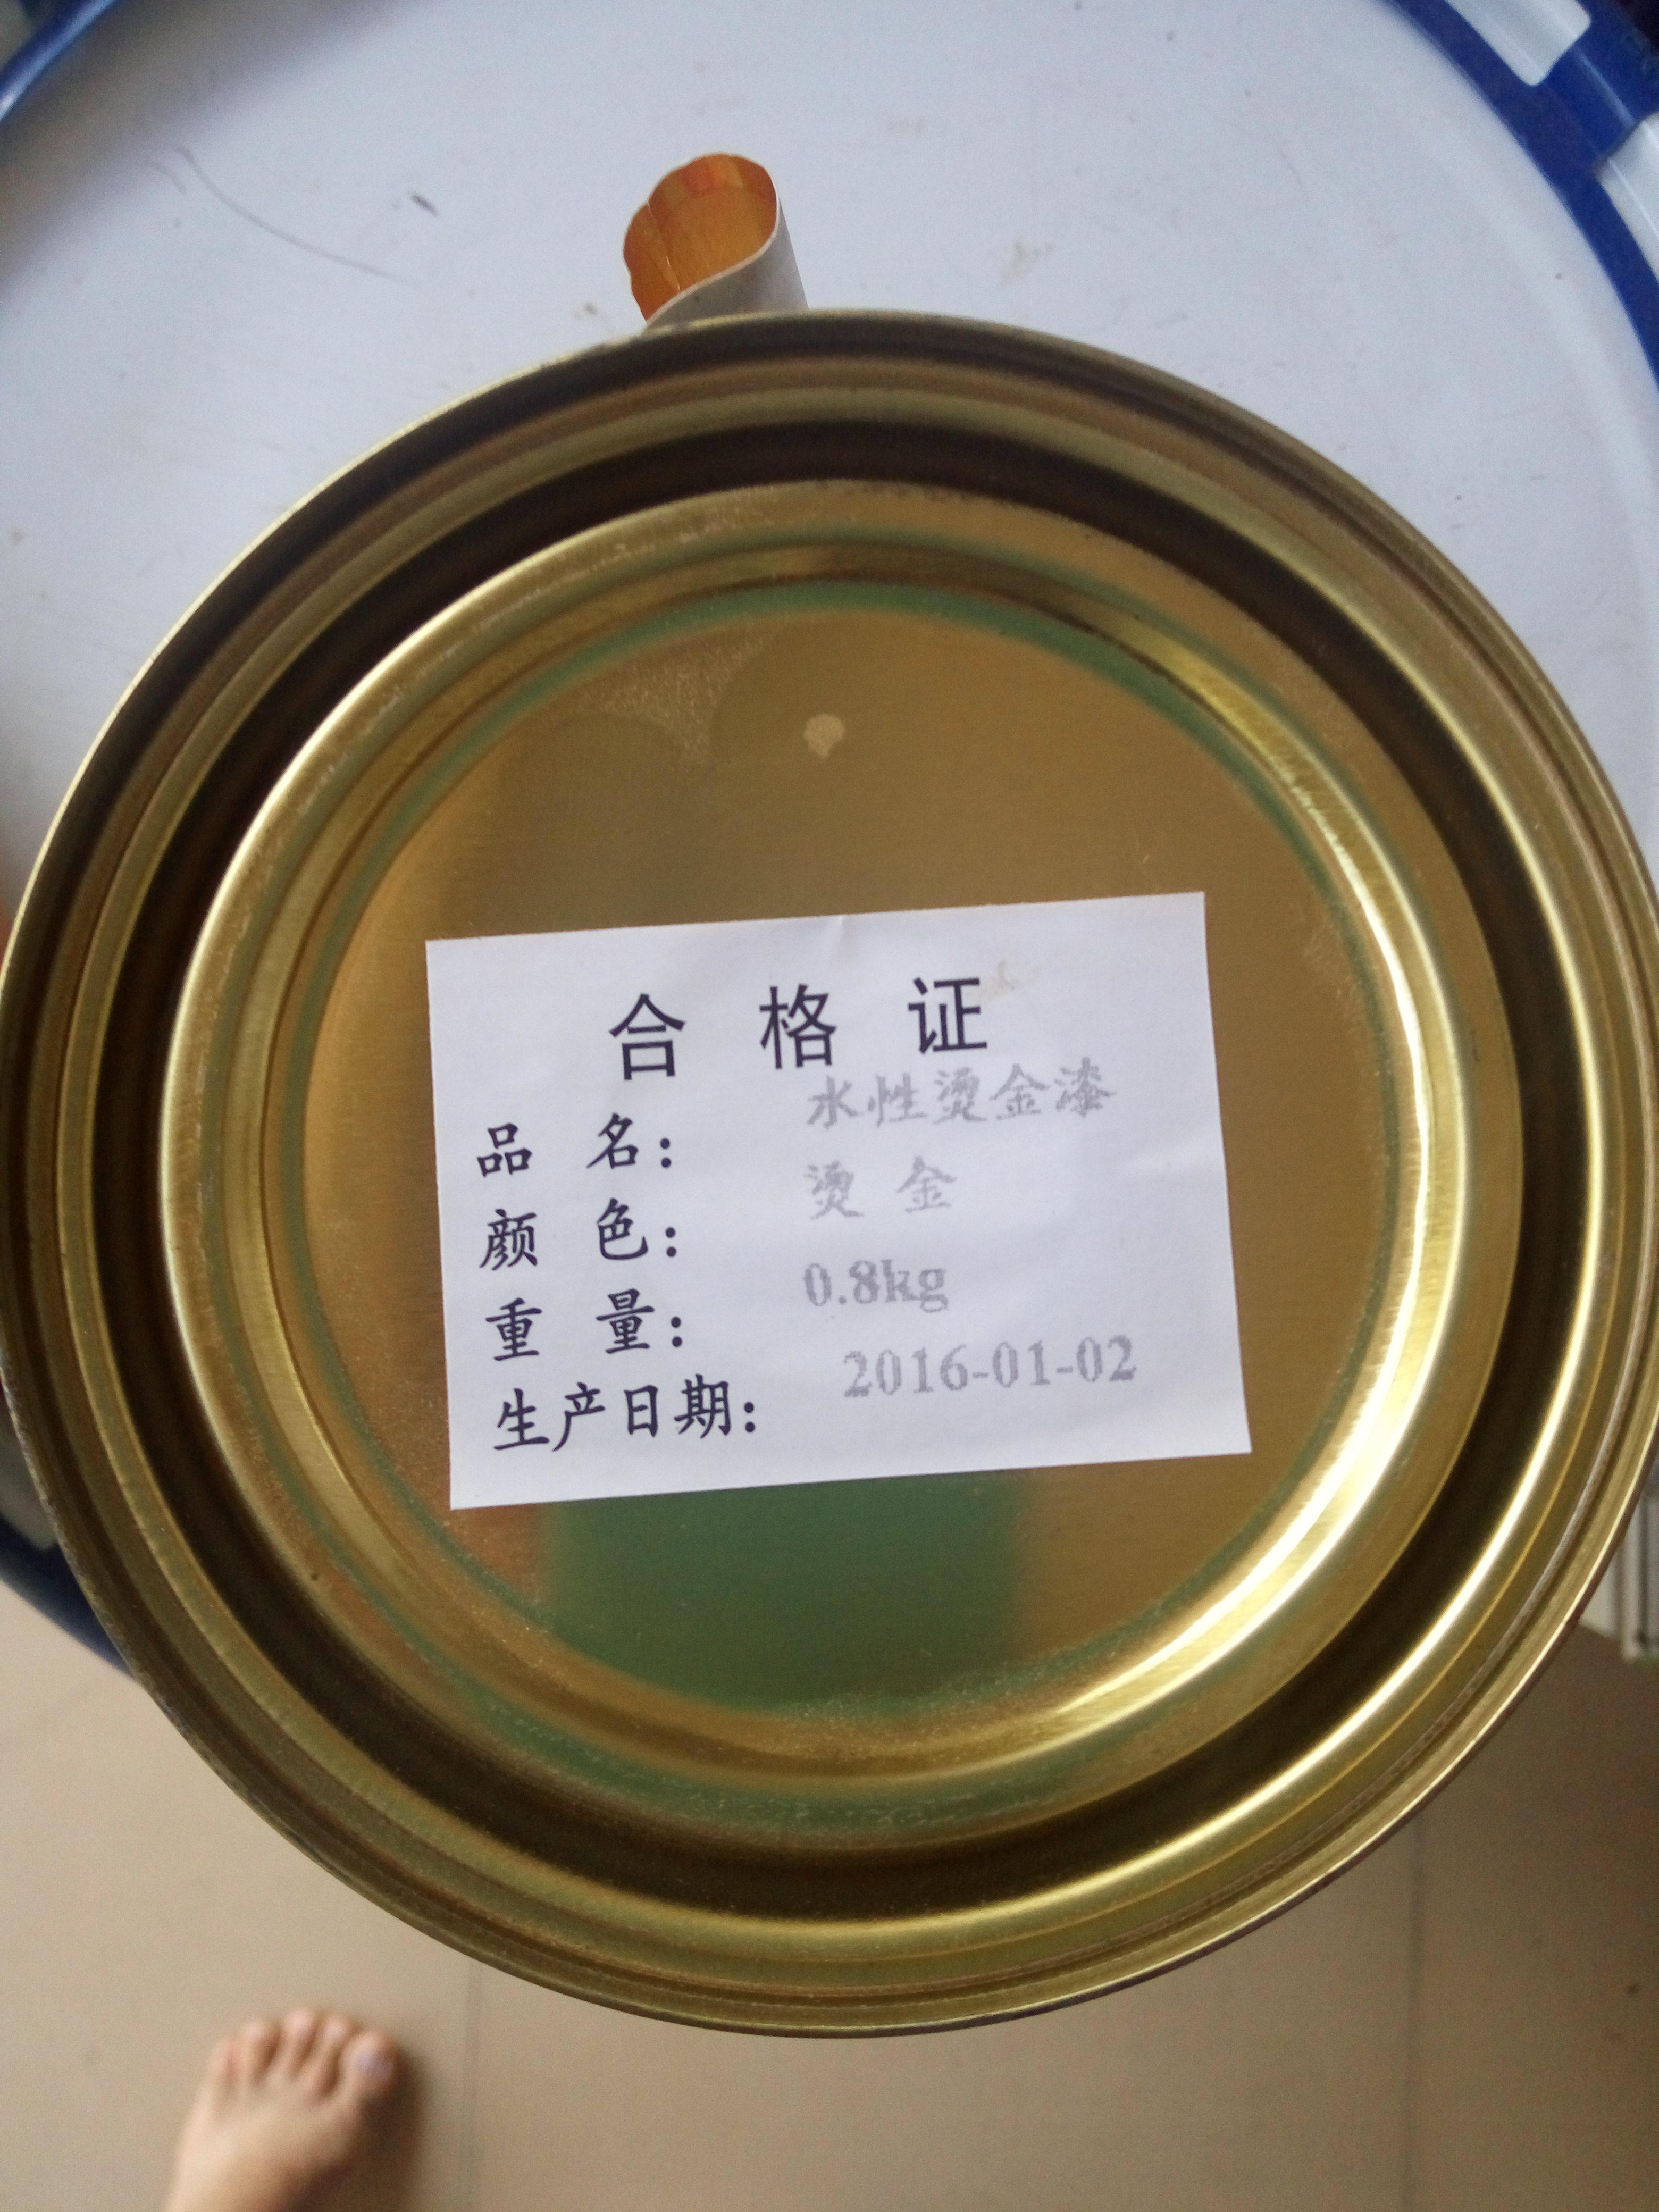 合格证
品名：水性烫金漆
颜色：烫金
重量：0.8kg
生产日期：2016-01-02